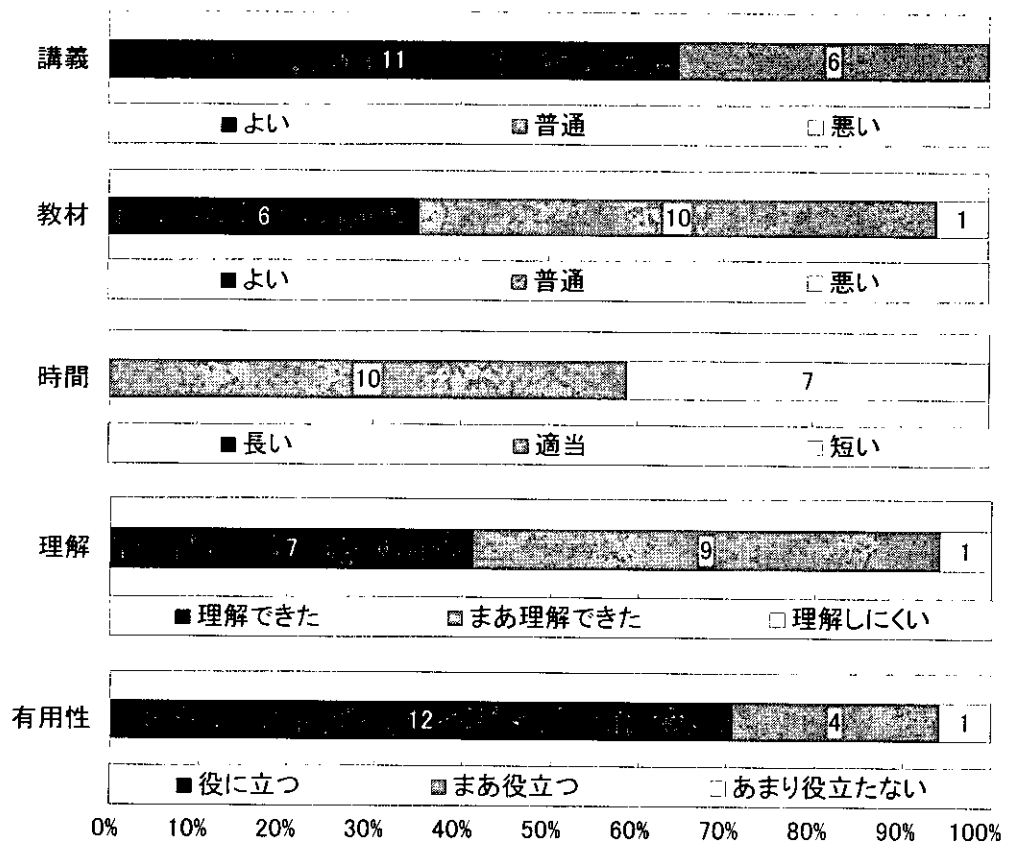 講義 11 6
■よい ■普通 □悪い
教材 6 10 1
■よい ■普通 □悪い
時間 10 7
■長い ■適当 □短い
理解 7 9 1
■理解できた ■まあ理解できた □理解しにくい
有用性 12 4 1
■役に立つ ■まあ役立つ □あまり役立たない
0% 10% 20% 30% 40% 50% 60% 70% 80% 90% 100%